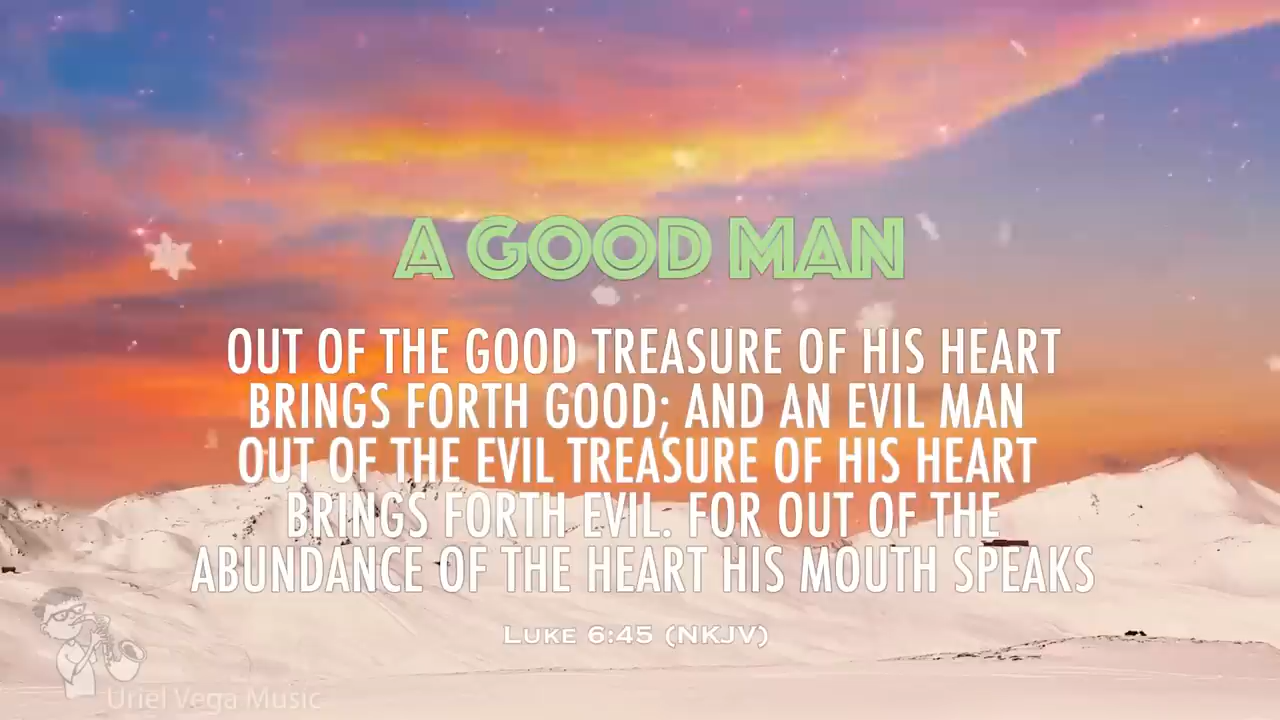 A GOOD MAN
OUT OF THE GOOD TREASURE OF HIS HEART
BRINGS FORTH GOOD; AND AN EVIL MAN
OUT OF THE EVIL TREASURE OF HIS HEART
BRINGS FORTH EVIL. FOR OUT OF THE
ABUNDANCE OF THE HEART HIS MOUTH SPEAKS
Luke 6:45 (NKJV)
Uriel Vega Music